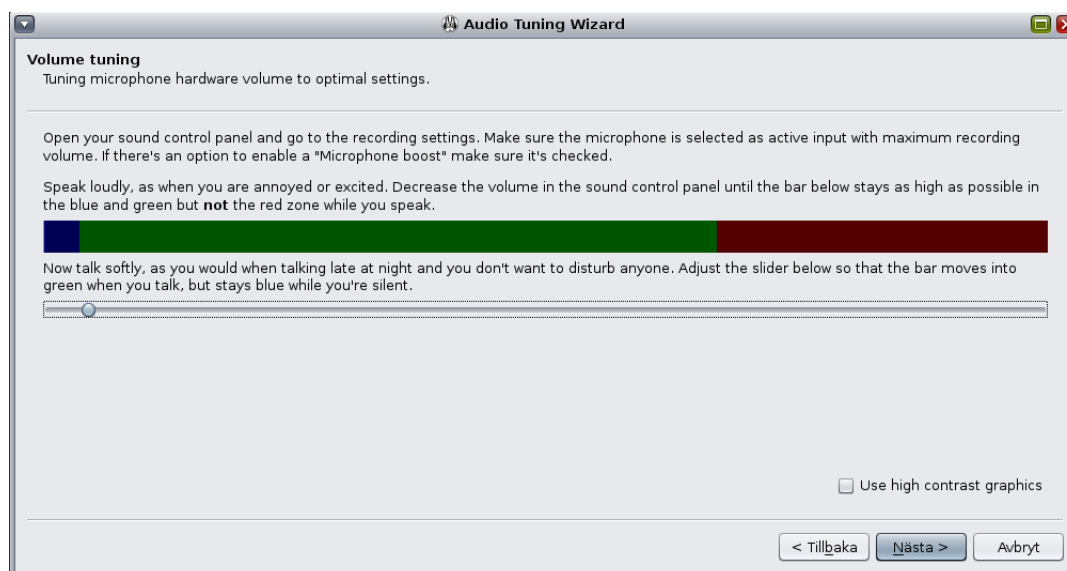 Audio Tuning Wizard
Volume tuning
Tuning microphone hardware volume to optimal settings.
Open your sound control panel and go to the recording settings. Make sure the microphone is selected as active input with maximum recording
volume. If there's an option to enable a "Microphone boost" make sure it's checked.
Speak loudly, as when you are annoyed or excited. Decrease the volume in the sound control panel until the bar below stays as high as possible in
the blue and green but not the red zone while you speak.
Now talk softly, as you would when talking late at night and you don't want to disturb anyone. Adjust the slider below so that the bar moves into
green when you talk, but stays blue while you're silent.
Use high contrast graphics
< Tillbaka Nästa > Avbryt